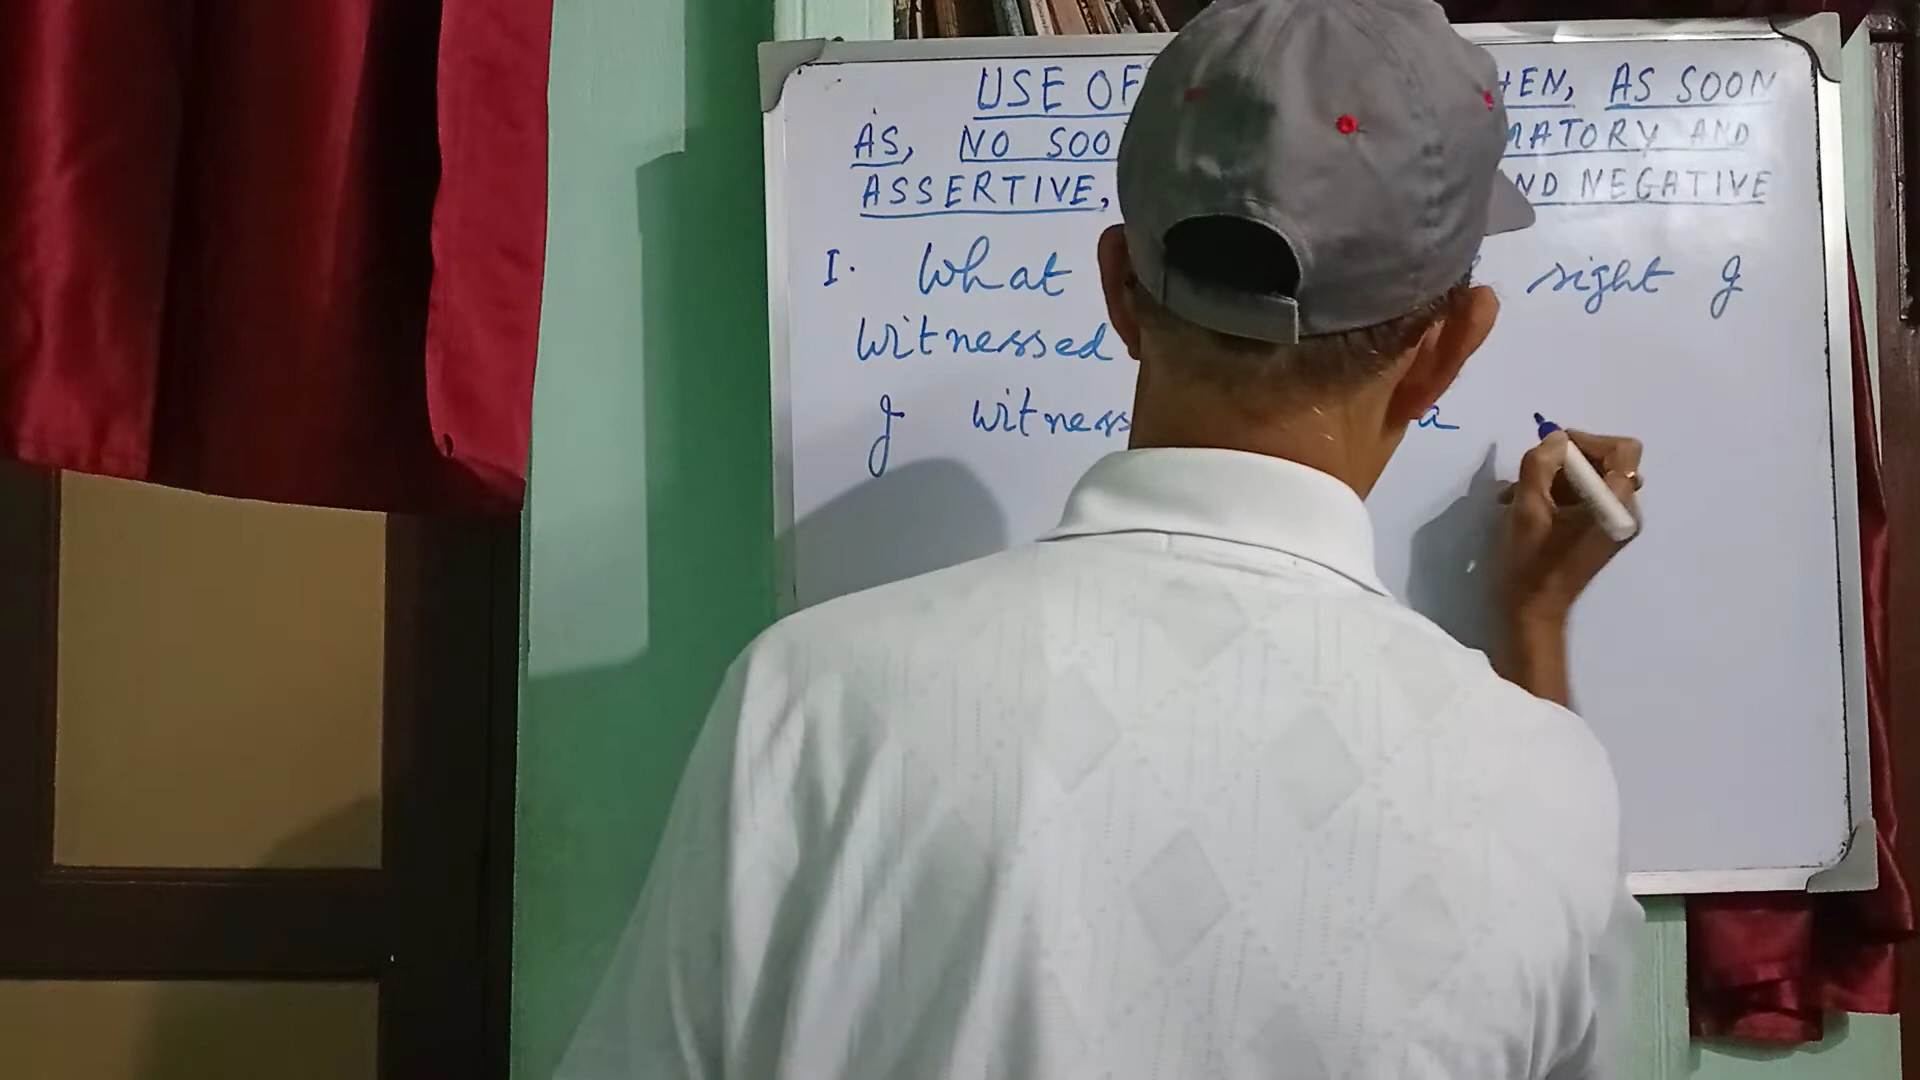 USE OF HEN, AS SOON
AS, NO SOO MATORY AND
ASSERTIVE, ND NEGATIVE
I. What sight I
witnessed
I witness a